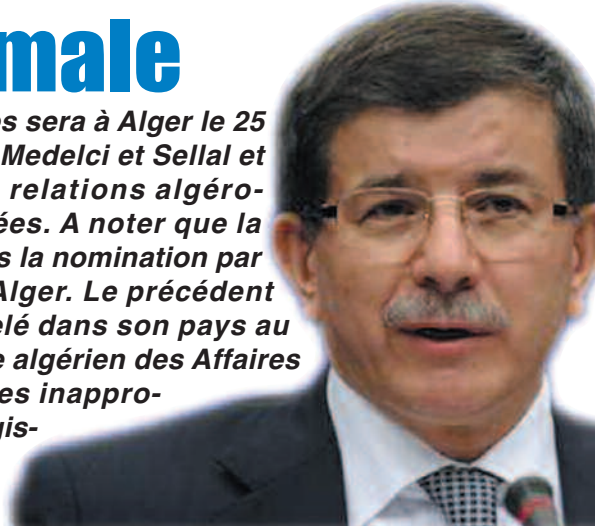 male
s sera à Alger le 25
Medelci et Sellal et
relations algéro-
ées. A noter que la
s la nomination par
Alger. Le précédent
elé dans son pays au
e algérien des Affaires
es inappro-
gis-